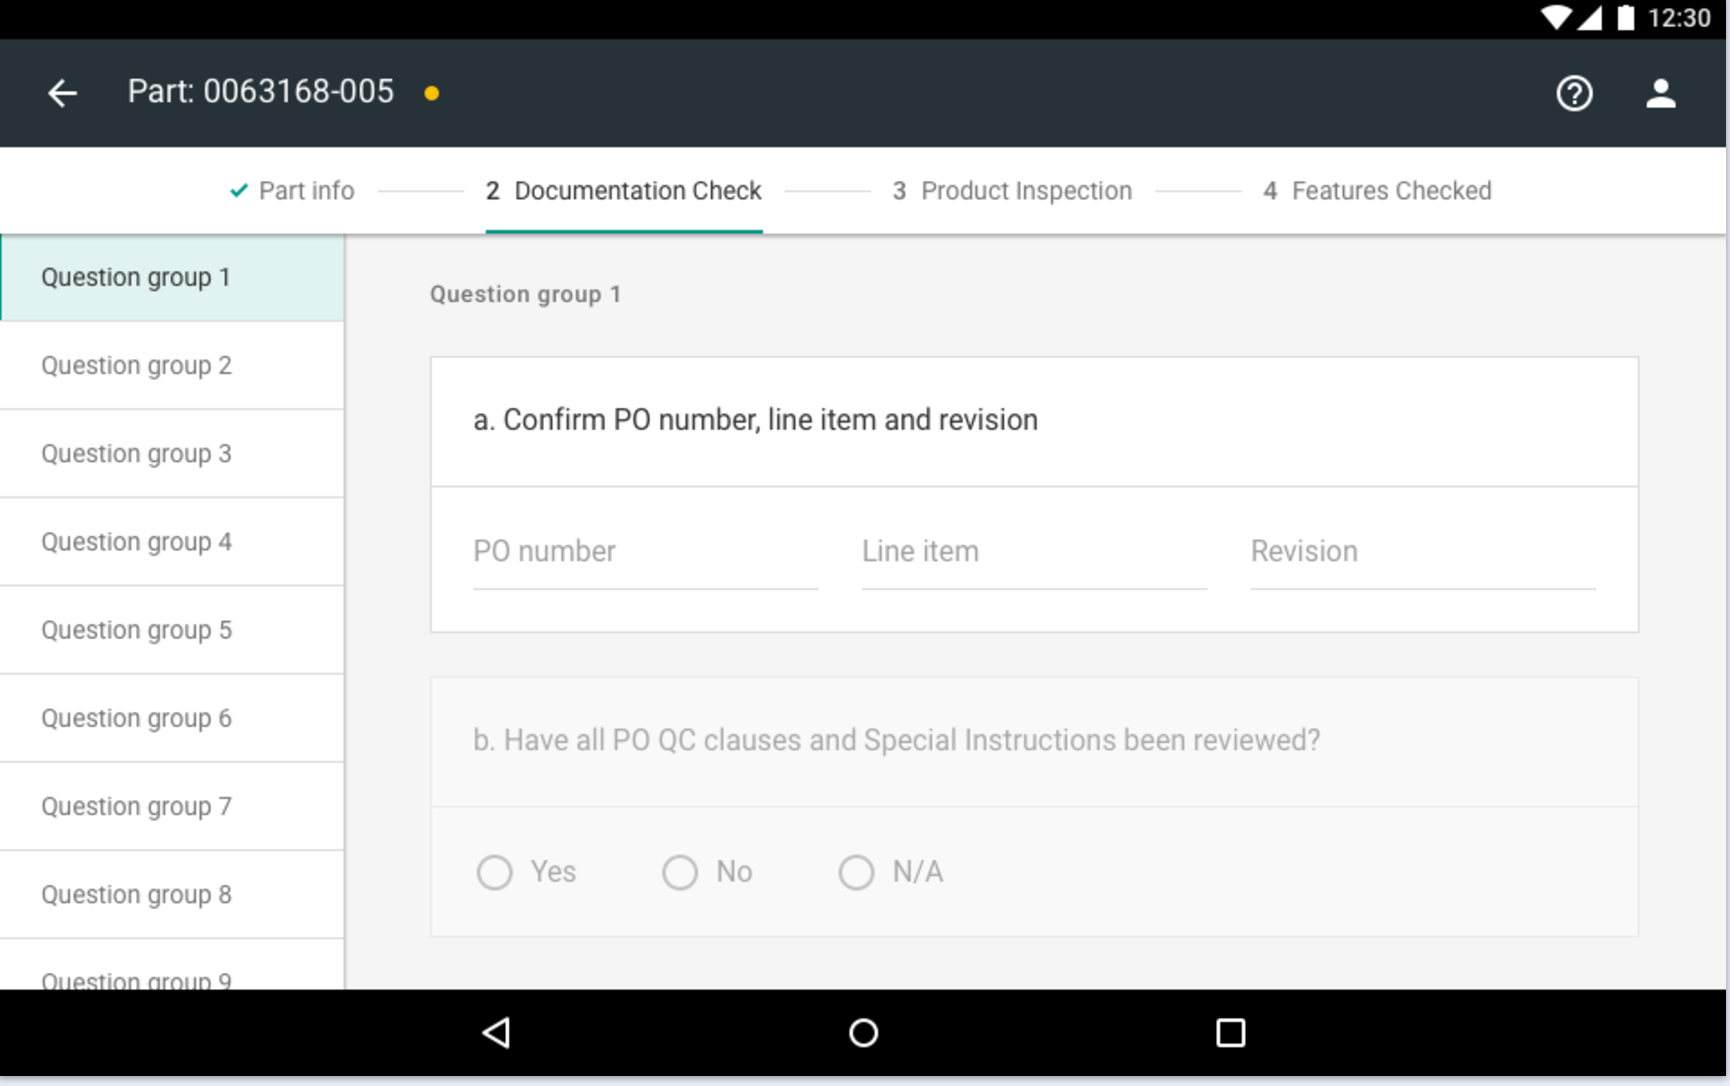 12:30
Part: 0063168-005
Part info
2 Documentation Check
3 Product Inspection
4 Features Checked
Question group 1
Question group 2
Question group 3
Question group 4
Question group 5
Question group 6
Question group 7
Question group 8
Question group 9
Question group 1
a. Confirm PO number, line item and revision
PO number
Line item
Revision
b. Have all PO QC clauses and Special Instructions been reviewed?
Yes
No
N/A